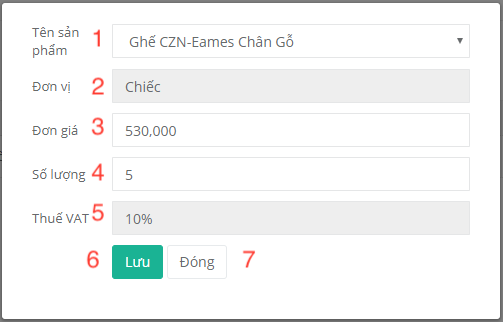 Tên sản phẩm 1 Ghế CZN-Eames Chân Gỗ
Đơn vị 2 Chiếc
Đơn giá 3 530,000
Số lượng 4 5
Thuế VAT 5 10%
6 Lưu Đóng 7